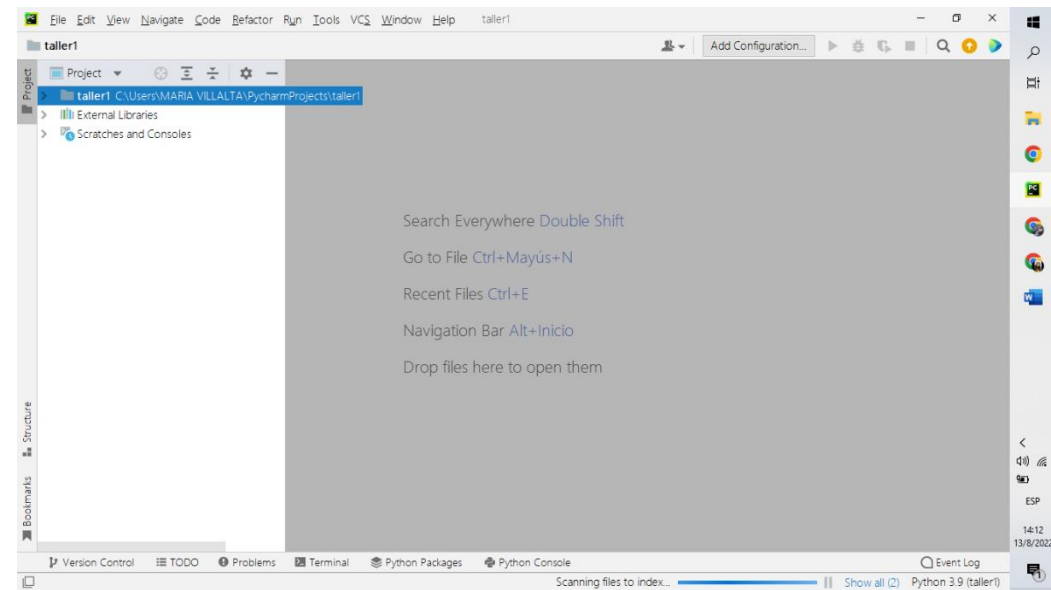 File Edit View Navigate Code Refactor Run Tools VCS Window Help taller1
taller1 Add Configuration...
Project
Project
taller1 C:\Users\MARIA VILLALTA\PycharmProjects\taller1
External Libraries
Scratches and Consoles
Search Everywhere Double Shift
Go to File Ctrl+Mayús+N
Recent Files Ctrl+E
Navigation Bar Alt+Inicio
Drop files here to open them
Structure
Bookmarks
Version Control TODO Problems Terminal Python Packages Python Console Event Log
Scanning files to index... Show all (2) Python 3.9 (taller1)
PC
W
ESP
14:12
13/8/2022
1